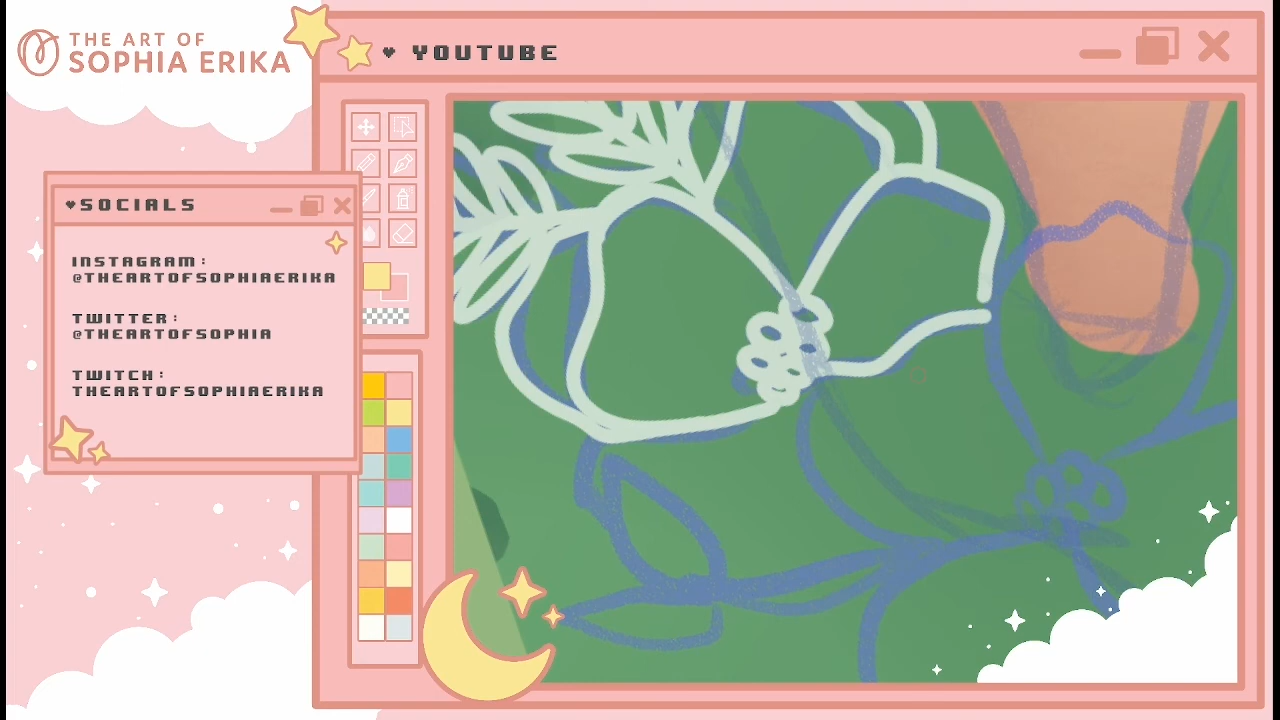 THE ART OF
SOPHIA ERIKA
YOUTUBE
SOCIALS
INSTAGRAM:
@THEARTOFSOPHIAERIKA
TWITTER:
@THEARTOFSOPHIA
TWITCH:
THEARTOFSOPHIAERIKA